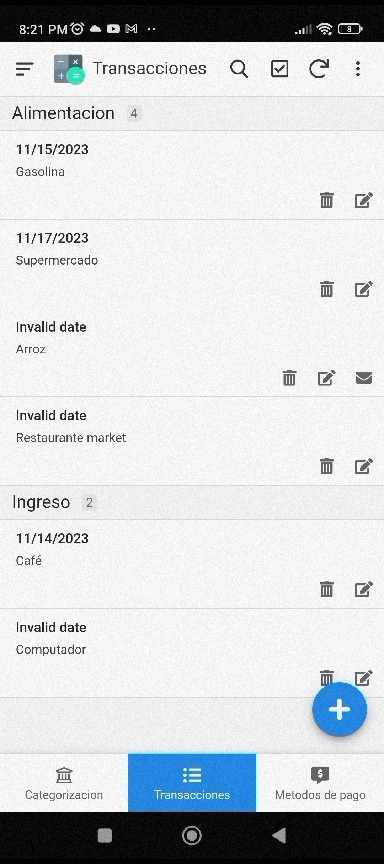 8:21 PM
8
Transacciones
Alimentacion 4
11/15/2023
Gasolina
11/17/2023
Supermercado
Invalid date
Arroz
Invalid date
Restaurante market
Ingreso 2
11/14/2023
Café
Invalid date
Computador
Categorizacion
Transacciones
Metodos de pago